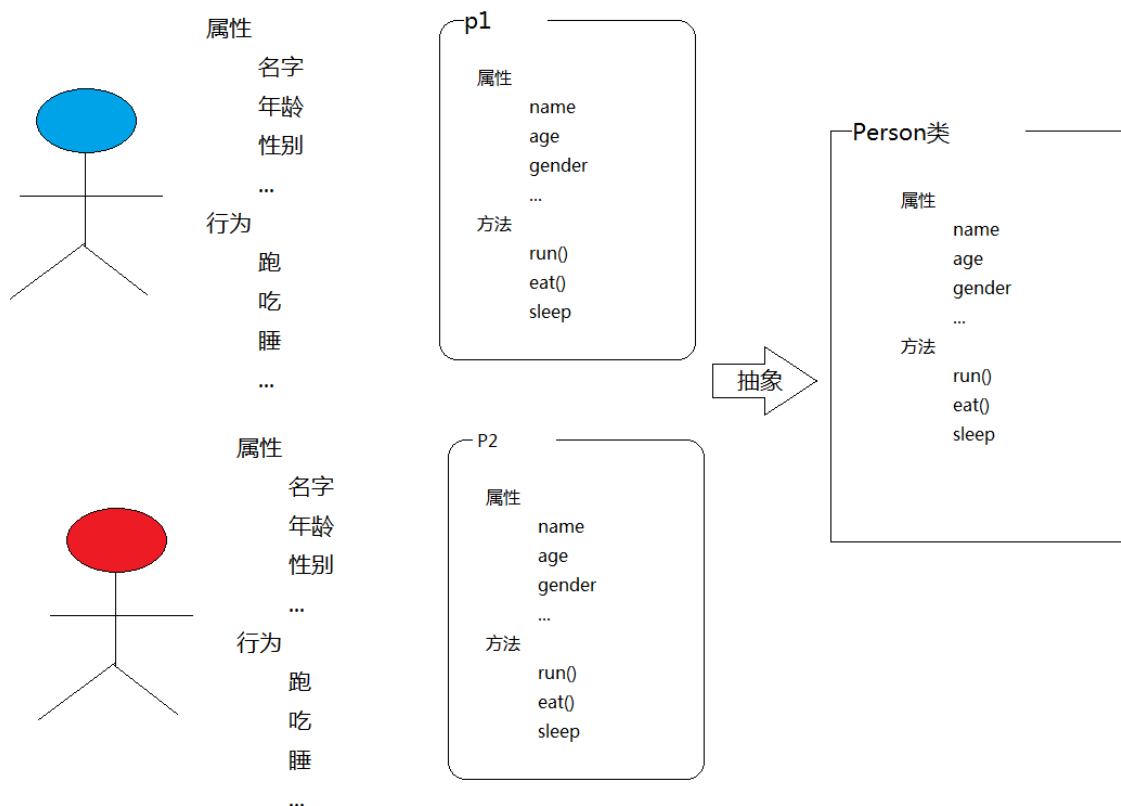 属性
名字
年龄
性别
...
行为
跑
吃
睡
...
p1
属性
name
age
gender
...
方法
run()
eat()
sleep
属性
名字
年龄
性别
...
行为
跑
吃
睡
...
P2
属性
name
age
gender
...
方法
run()
eat()
sleep
抽象
Person类
属性
name
age
gender
...
方法
run()
eat()
sleep